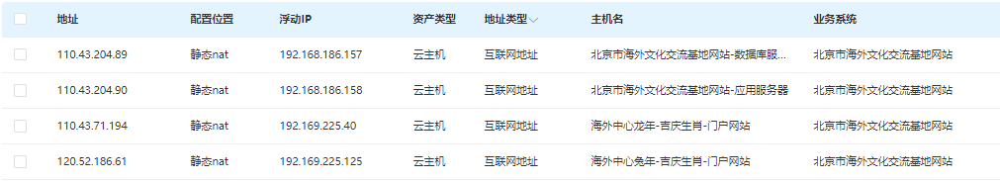 地址 配置位置 浮动IP 资产类型 地址类型 主机名 业务系统
110.43.204.89 静态nat 192.168.186.157 云主机 互联网地址 北京市海外文化交流基地网站-数据库服... 北京市海外文化交流基地网站
110.43.204.90 静态nat 192.168.186.158 云主机 互联网地址 北京市海外文化交流基地网站-应用服务器 北京市海外文化交流基地网站
110.43.71.194 静态nat 192.169.225.40 云主机 互联网地址 海外中心龙年-吉庆生肖-门户网站 北京市海外文化交流基地网站
120.52.186.61 静态nat 192.169.225.125 云主机 互联网地址 海外中心兔年-吉庆生肖-门户网站 北京市海外文化交流基地网站